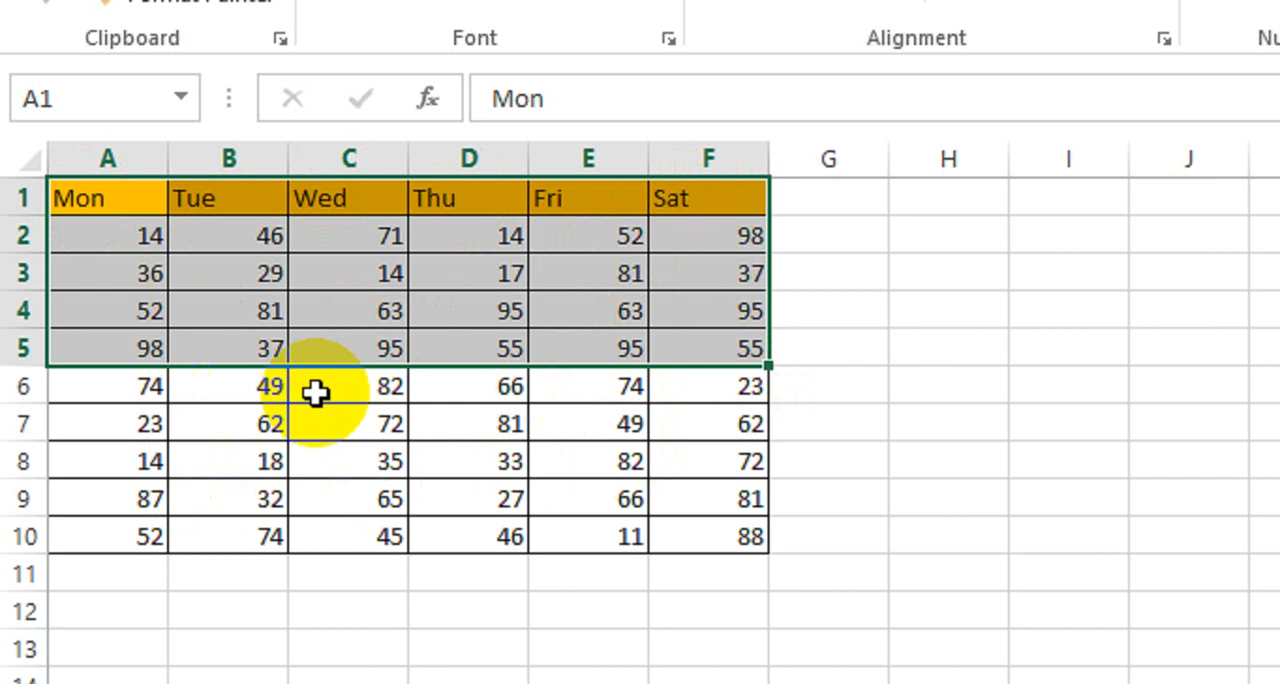 Format Painter
Clipboard Font Alignment
A1 fx Mon
A B C D E F G H I J
1 Mon Tue Wed Thu Fri Sat
2 14 46 71 14 52 98
3 36 29 14 17 81 37
4 52 81 63 95 63 95
5 98 37 95 55 95 55
6 74 49 82 66 74 23
7 23 62 72 81 49 62
8 14 18 35 33 82 72
9 87 32 65 27 66 81
10 52 74 45 46 11 88
11
12
13